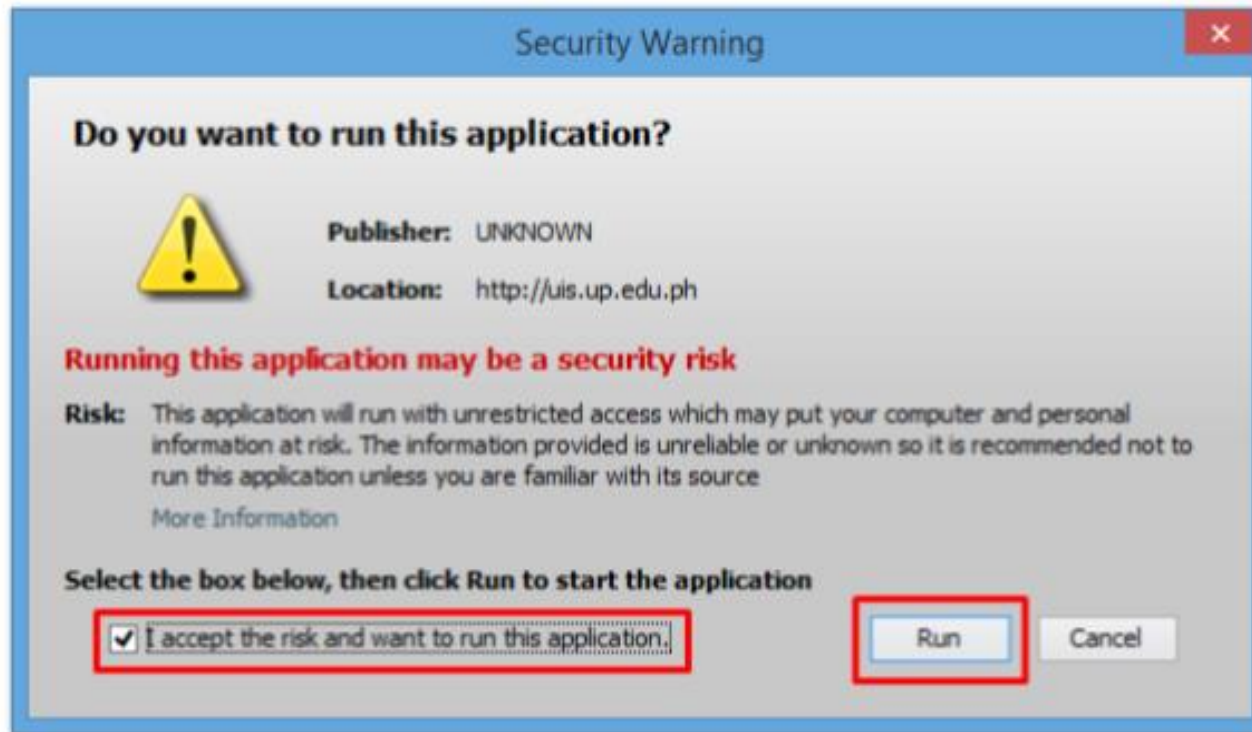 Security Warning
Do you want to run this application?
Publisher: UNKNOWN
Location: http://uis.up.edu.ph
Running this application may be a security risk
Risk: This application will run with unrestricted access which may put your computer and personal
information at risk. The information provided is unreliable or unknown so it is recommended not to
run this application unless you are familiar with its source
More Information
Select the box below, then click Run to start the application
I accept the risk and want to run this application.
Run Cancel